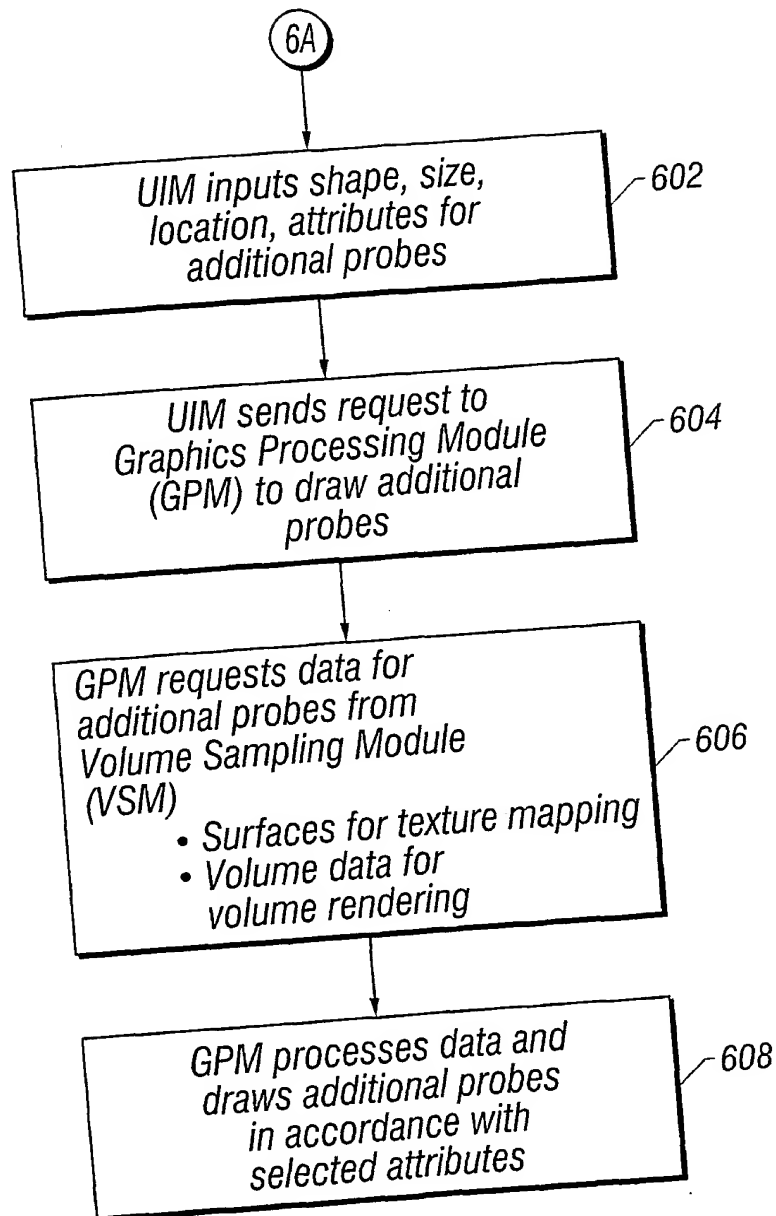 6A
UIM inputs shape, size,
location, attributes for
additional probes
602
UIM sends request to
Graphics Processing Module
(GPM) to draw additional
probes
604
GPM requests data for
additional probes from
Volume Sampling Module
(VSM)
• Surfaces for texture mapping
• Volume data for
volume rendering
606
GPM processes data and
draws additional probes
in accordance with
selected attributes
608